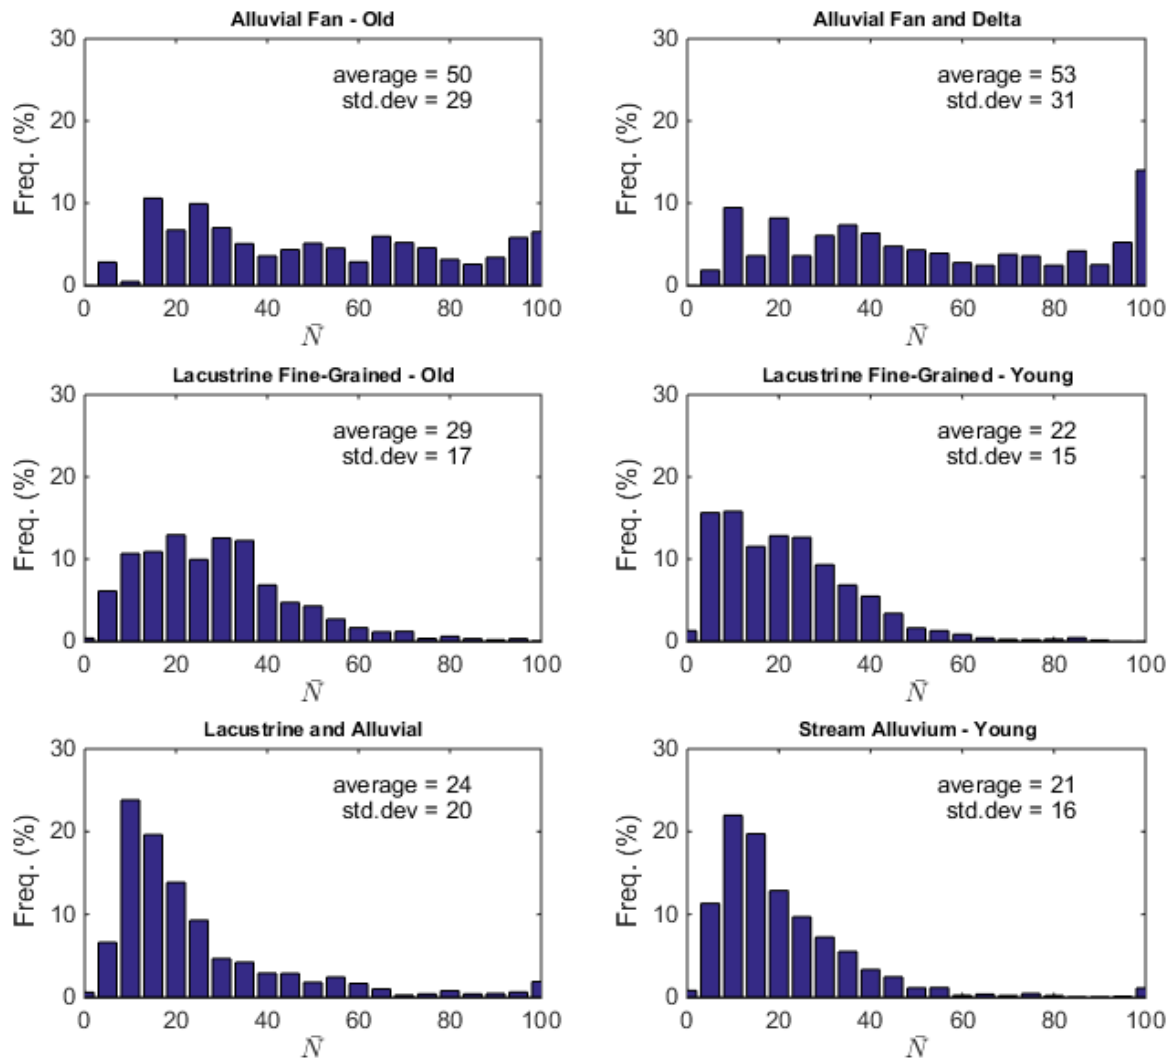 Alluvial Fan - Old
30
20
10
0
Freq. (%)
average = 50
std.dev = 29
0 20 40 60 80 100
N̄
Alluvial Fan and Delta
30
20
10
0
Freq. (%)
average = 53
std.dev = 31
0 20 40 60 80 100
N̄
Lacustrine Fine-Grained - Old
30
20
10
0
Freq. (%)
average = 29
std.dev = 17
0 20 40 60 80 100
N̄
Lacustrine Fine-Grained - Young
30
20
10
0
Freq. (%)
average = 22
std.dev = 15
0 20 40 60 80 100
N̄
Lacustrine and Alluvial
30
20
10
0
Freq. (%)
average = 24
std.dev = 20
0 20 40 60 80 100
N̄
Stream Alluvium - Young
30
20
10
0
Freq. (%)
average = 21
std.dev = 16
0 20 40 60 80 100
N̄